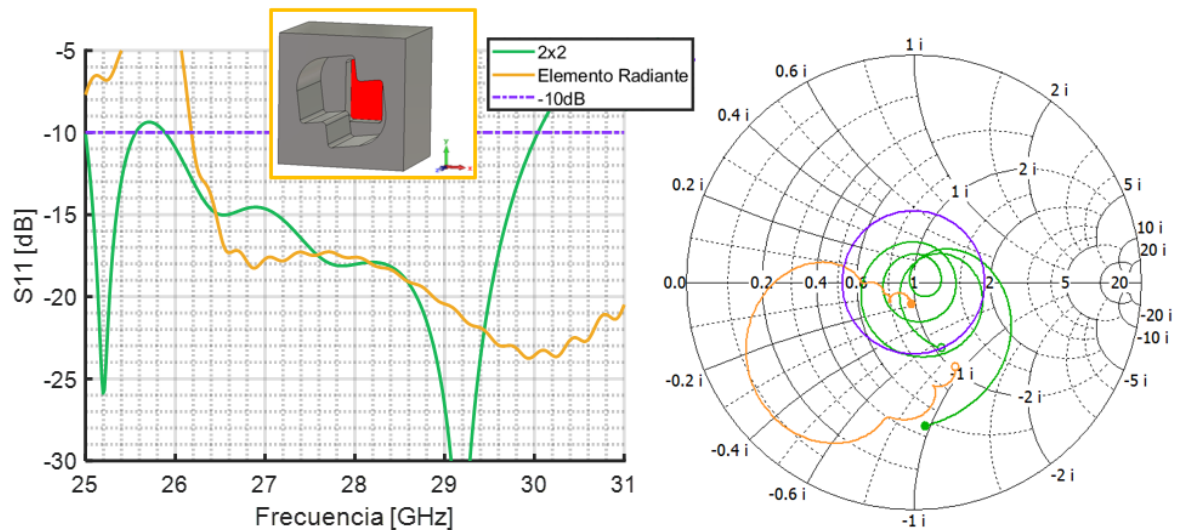 -5
-10
-15
-20
-25
-30
S11 [dB]
25
26
27
28
29
30
31
Frecuencia [GHz]
2x2
Elemento Radiante
-10dB
y
x
1 i
0.6 i
2 i
0.4 i
0.2 i
5 i
10 i
20 i
1 i
2 i
0.0
0.2
0.4
0.6
1
2
5
20
-20 i
-10 i
-5 i
-0.2 i
-1 i
-2 i
-0.4 i
-0.6 i
-2 i
-1 i